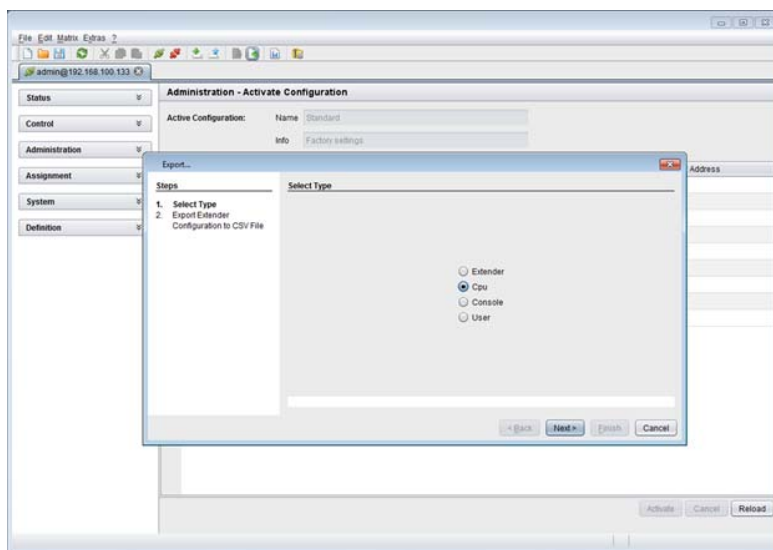 File Edit Matrix Extras ?
admin@192.168.100.133
Status
Control
Administration
Assignment
System
Definition
Administration - Activate Configuration
Active Configuration: Name Standard
Info Factory settings
Address
Export...
Steps
1. Select Type
2. Export Extender
Configuration to CSV File
Select Type
Extender
Cpu
Console
User
< Back Next > Finish Cancel
Activate Cancel Reload